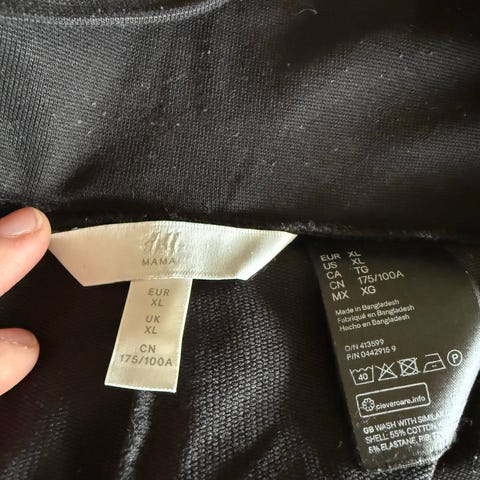 H&M
MAMA
EUR
XL
UK
XL
CN
175/100A
EUR XL
US XL
CA TG
CN 175/100A
MX XG
Made in Bangladesh
Fabriqué en Bangladesh
Hecho en Bangladesh
O/N 413599
P/N 0442915 9
40
P
clevercare.info
GB WASH WITH SIMILAR
SHELL: 55% COTTON,
5% ELASTANE, RIB: